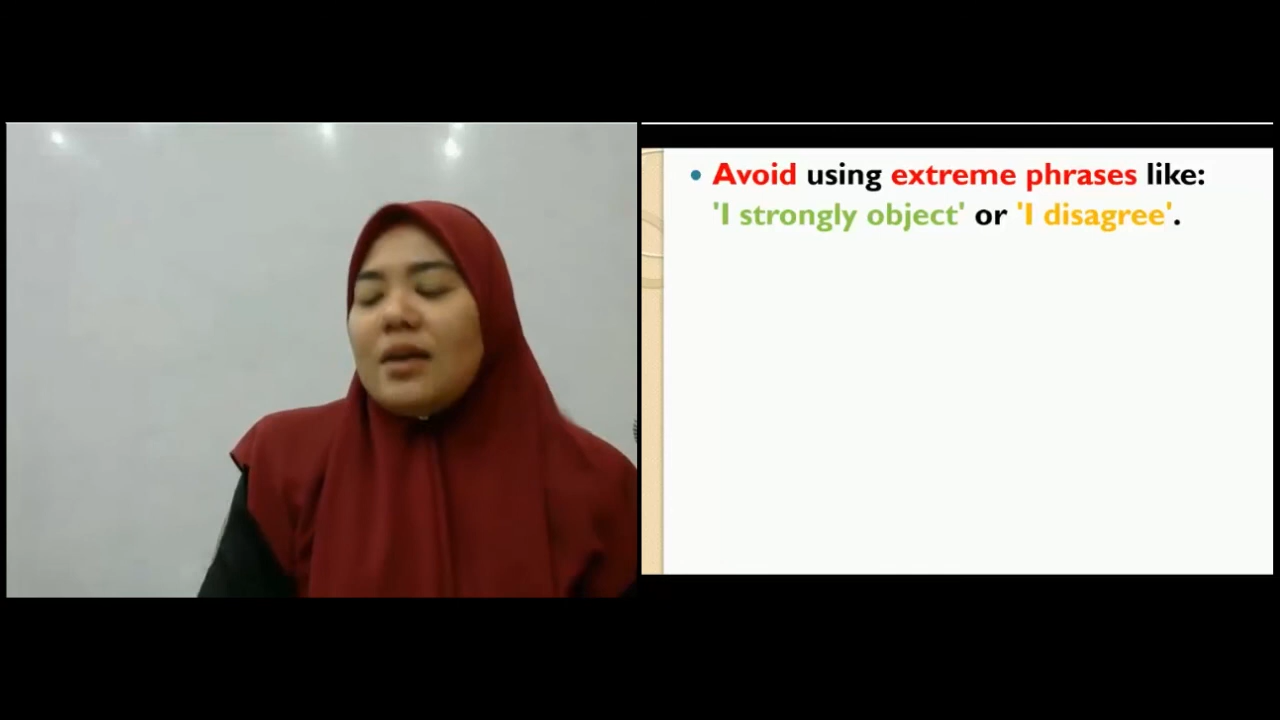 • Avoid using extreme phrases like:
'I strongly object' or 'I disagree'.